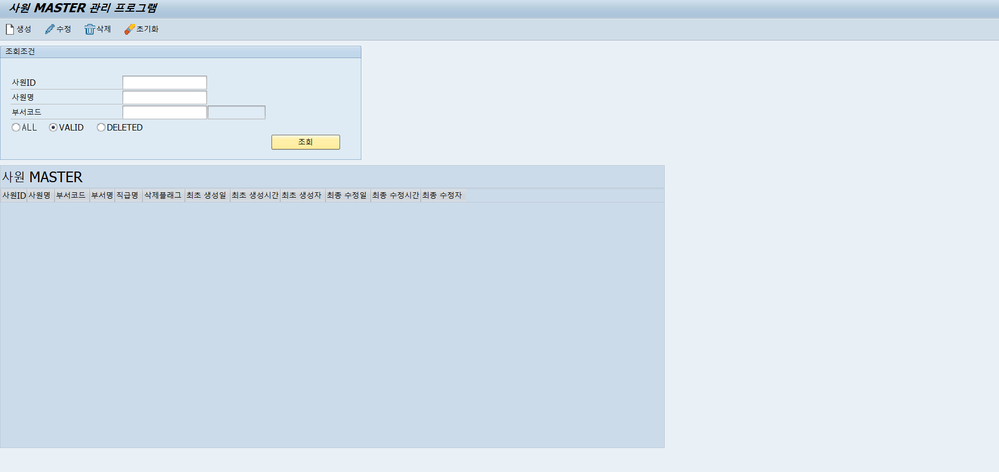 사원 MASTER 관리 프로그램
생성 수정 삭제 초기화
조회조건
사원ID
사원명
부서코드
ALL VALID DELETED
조회
사원 MASTER
사원ID 사원명 부서코드 부서명 직급명 삭제플래그 최초 생성일 최초 생성시간 최초 생성자 최종 수정일 최종 수정시간 최종 수정자